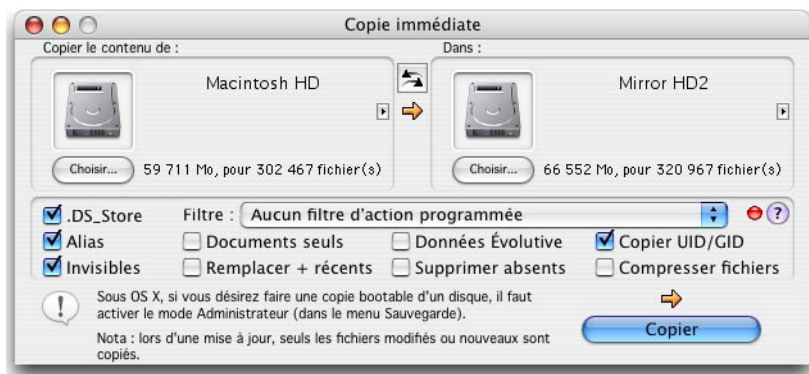 Copie immédiate
Copier le contenu de :
Dans :
Macintosh HD
Mirror HD2
Choisir... 59 711 Mo, pour 302 467 fichier(s)
Choisir... 66 552 Mo, pour 320 967 fichier(s)
.DS_Store Filtre : Aucun filtre d'action programmée ?
Alias Documents seuls Données Évolutive Copier UID/GID
Invisibles Remplacer + récents Supprimer absents Compresser fichiers
Sous OS X, si vous désirez faire une copie bootable d'un disque, il faut
activer le mode Administrateur (dans le menu Sauvegarde).
Nota : lors d'une mise à jour, seuls les fichiers modifiés ou nouveaux sont
copiés.
Copier